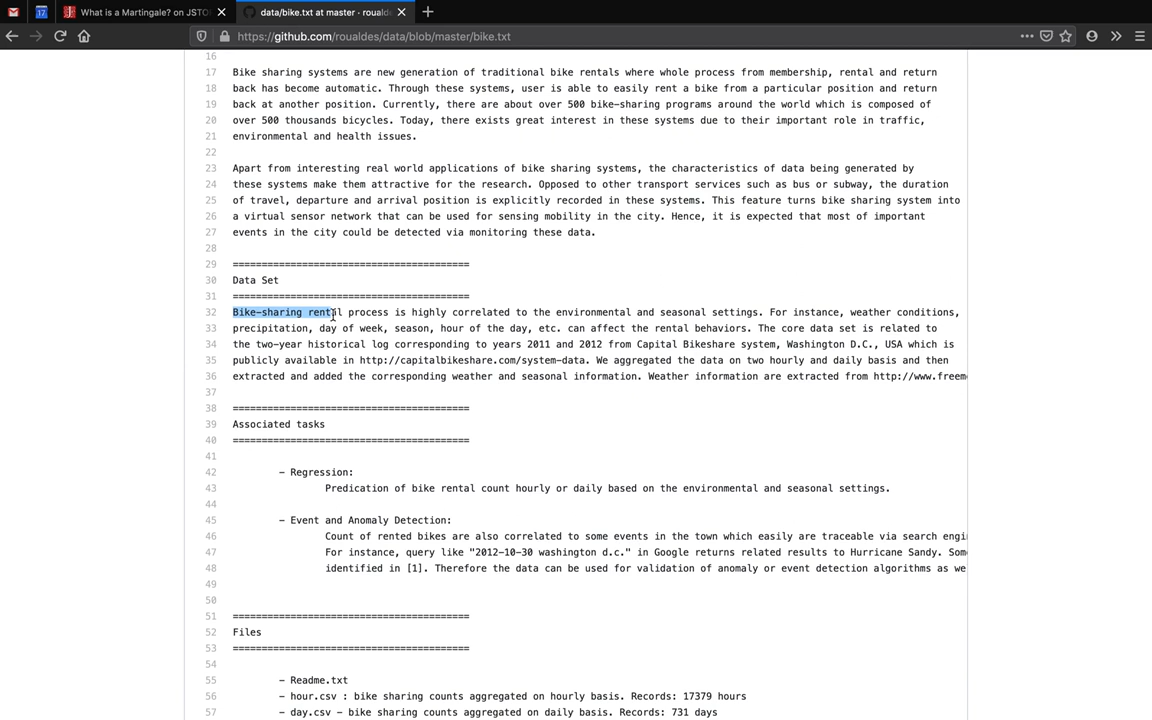 17
What is a Martingale? on JSTO
data/bike.txt at master · roualde
https://github.com/roualdes/data/blob/master/bike.txt
16
17 Bike sharing systems are new generation of traditional bike rentals where whole process from membership, rental and return
18 back has become automatic. Through these systems, user is able to easily rent a bike from a particular position and return
19 back at another position. Currently, there are about over 500 bike-sharing programs around the world which is composed of
20 over 500 thousands bicycles. Today, there exists great interest in these systems due to their important role in traffic,
21 environmental and health issues.
22
23 Apart from interesting real world applications of bike sharing systems, the characteristics of data being generated by
24 these systems make them attractive for the research. Opposed to other transport services such as bus or subway, the duration
25 of travel, departure and arrival position is explicitly recorded in these systems. This feature turns bike sharing system into
26 a virtual sensor network that can be used for sensing mobility in the city. Hence, it is expected that most of important
27 events in the city could be detected via monitoring these data.
28
29 =========================================
30 Data Set
31 =========================================
32 Bike-sharing rental process is highly correlated to the environmental and seasonal settings. For instance, weather conditions,
33 precipitation, day of week, season, hour of the day, etc. can affect the rental behaviors. The core data set is related to
34 the two-year historical log corresponding to years 2011 and 2012 from Capital Bikeshare system, Washington D.C., USA which is
35 publicly available in http://capitalbikeshare.com/system-data. We aggregated the data on two hourly and daily basis and then
36 extracted and added the corresponding weather and seasonal information. Weather information are extracted from http://www.freem
37
38 =========================================
39 Associated tasks
40 =========================================
41
42 - Regression:
43 Predication of bike rental count hourly or daily based on the environmental and seasonal settings.
44
45 - Event and Anomaly Detection:
46 Count of rented bikes are also correlated to some events in the town which easily are traceable via search engi
47 For instance, query like "2012-10-30 washington d.c." in Google returns related results to Hurricane Sandy. Som
48 identified in [1]. Therefore the data can be used for validation of anomaly or event detection algorithms as we
49
50
51 =========================================
52 Files
53 =========================================
54
55 - Readme.txt
56 - hour.csv : bike sharing counts aggregated on hourly basis. Records: 17379 hours
57 - day.csv - bike sharing counts aggregated on daily basis. Records: 731 days